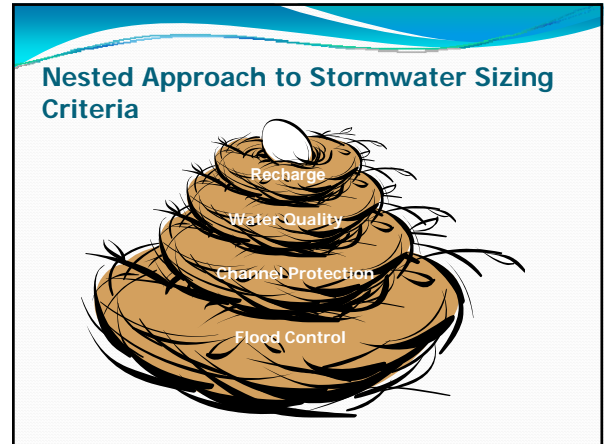 Nested Approach to Stormwater Sizing
Criteria
Recharge
Water Quality
Channel Protection
Flood Control